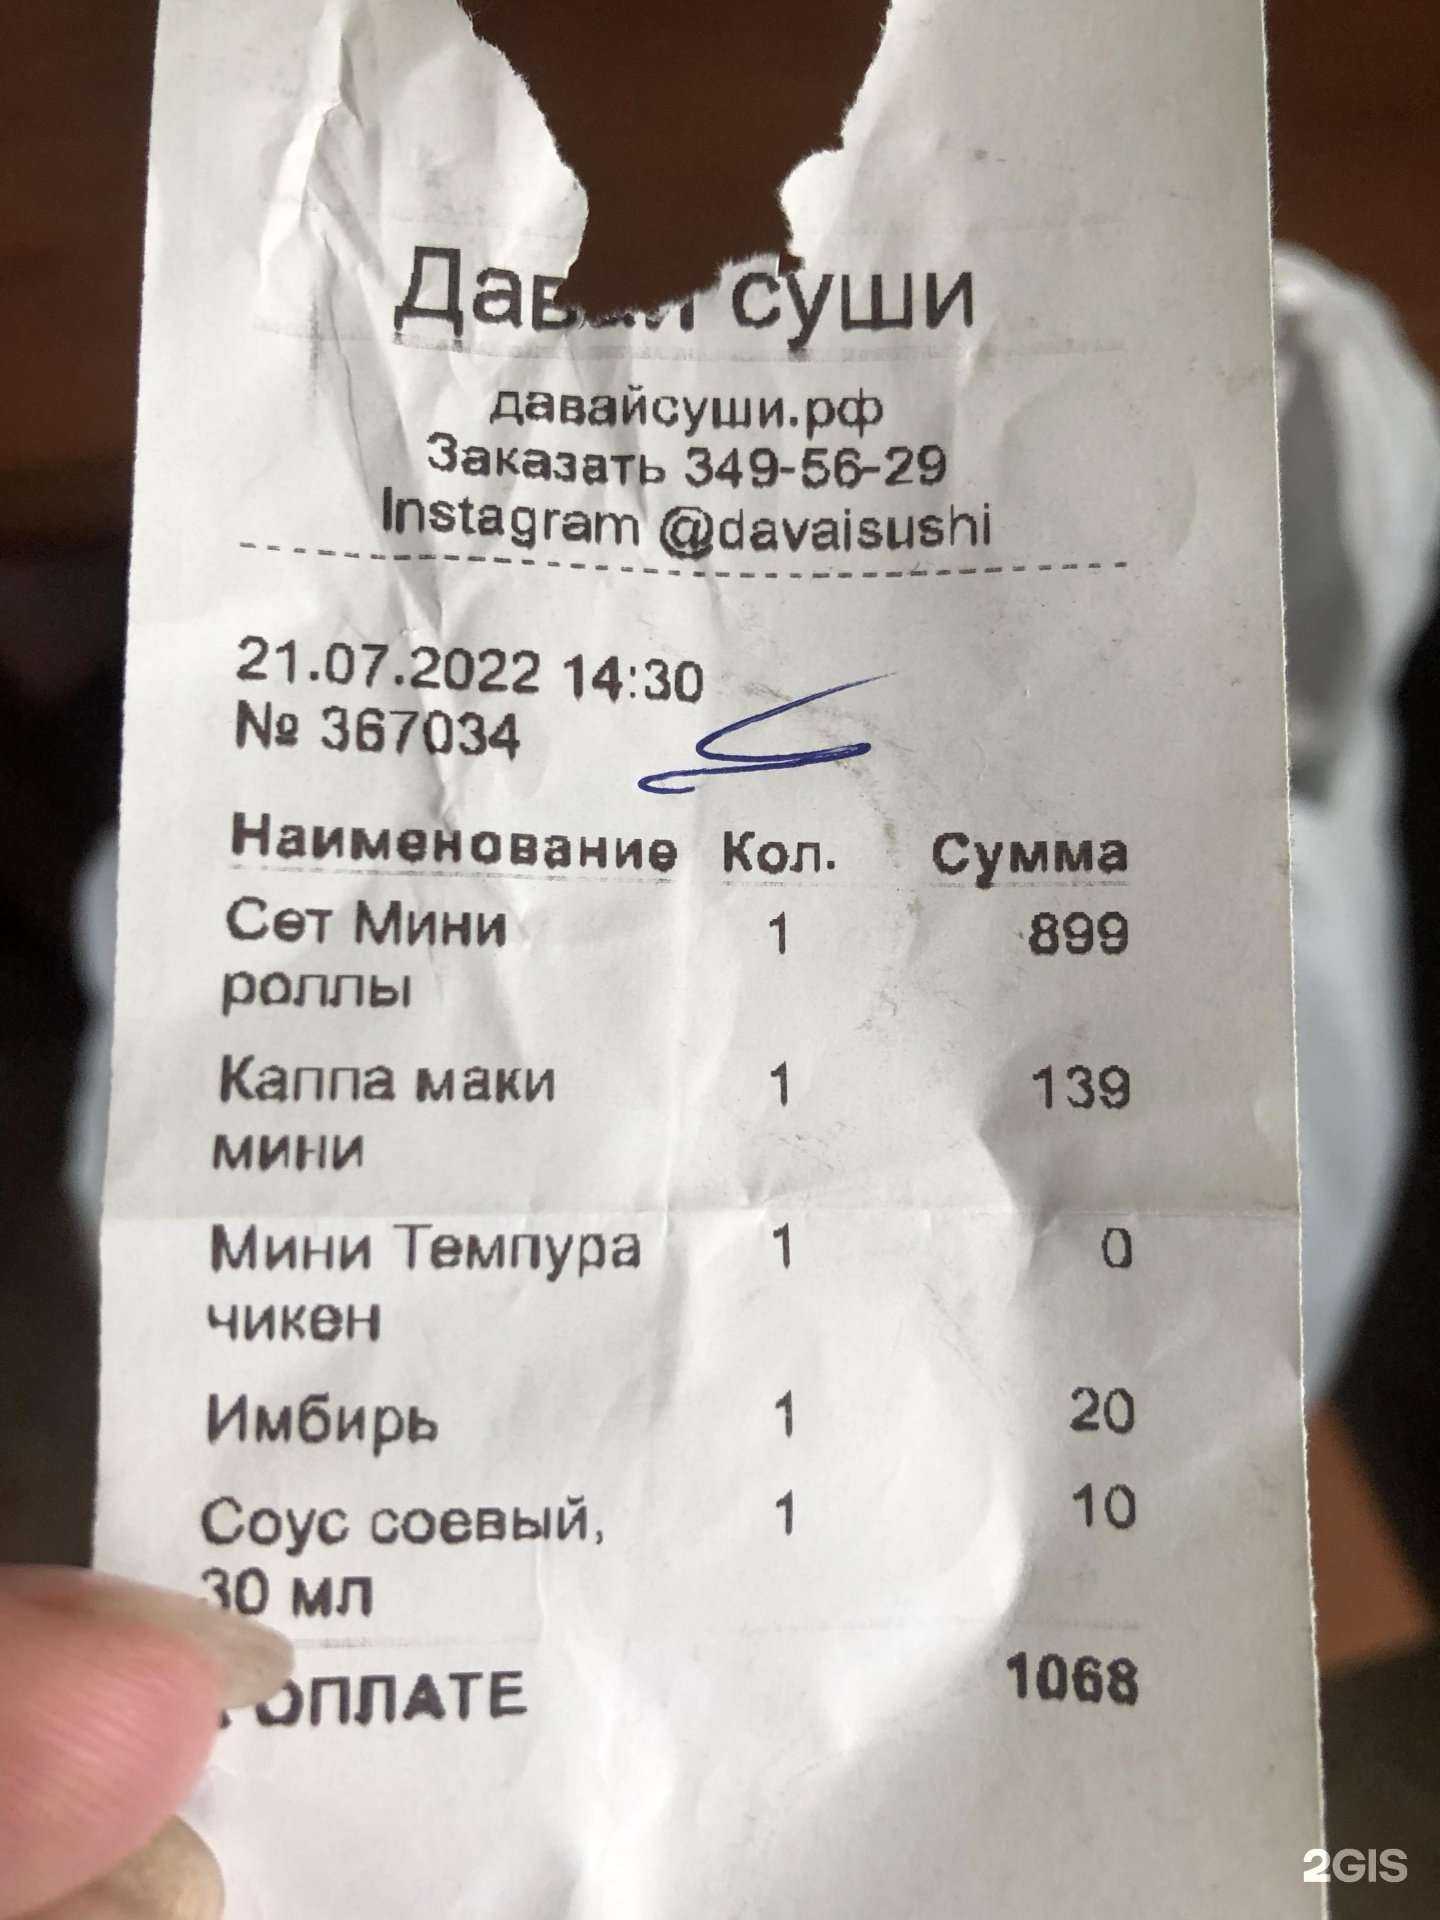 Давай суши
давайсуши.рф
Заказать 349-56-29
Instagram @davaisushi
21.07.2022 14:30
№ 367034
Наименование Кол. Сумма
Сет Мини 1 899
роллы
Каппа маки 1 139
мини
Мини Темпура 1 0
чикен
Имбирь 1 20
Соус соевый, 1 10
30 мл
ОПЛАТЕ 1068
2GIS